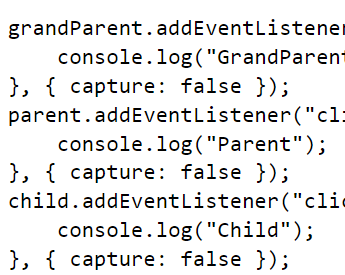 grandParent.addEventListener
    console.log("GrandParent
}, { capture: false });
parent.addEventListener("cli
    console.log("Parent");
}, { capture: false });
child.addEventListener("clic
    console.log("Child");
}, { capture: false });